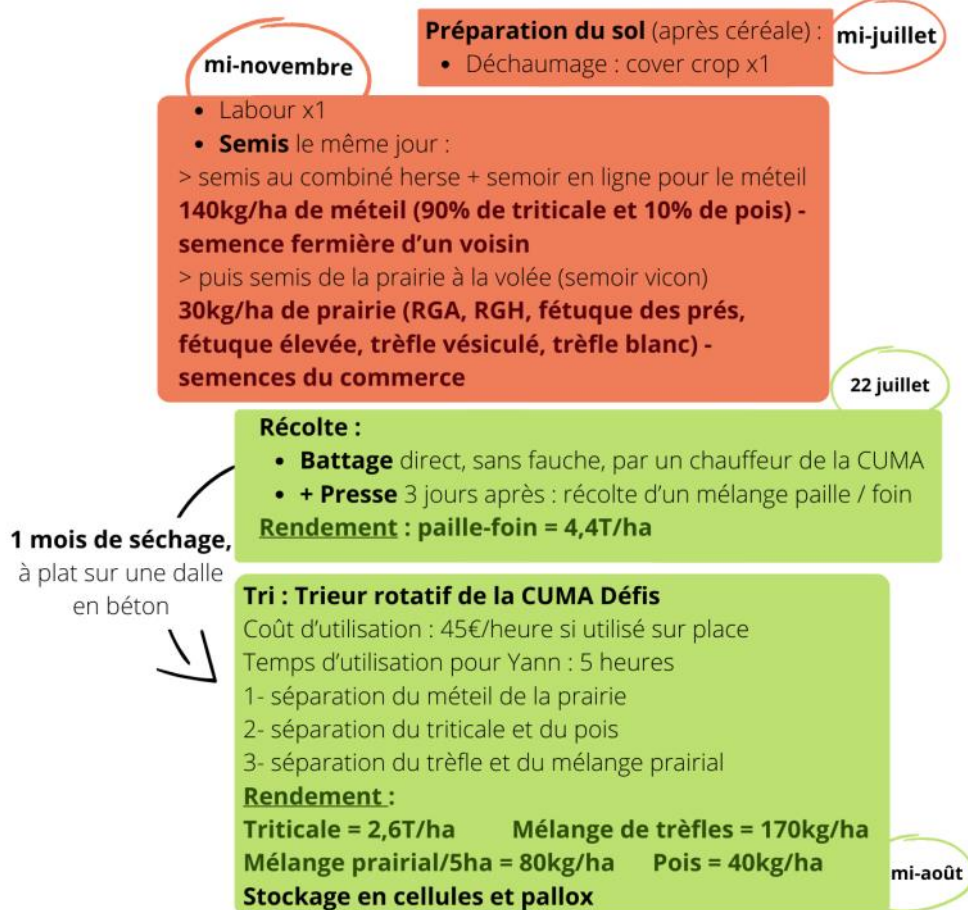 Préparation du sol (après céréale) :
• Déchaumage : cover crop x1
mi-juillet
mi-novembre
• Labour x1
• Semis le même jour :
> semis au combiné herse + semoir en ligne pour le méteil
140kg/ha de méteil (90% de triticale et 10% de pois) -
semence fermière d'un voisin
> puis semis de la prairie à la volée (semoir vicon)
30kg/ha de prairie (RGA, RGH, fétuque des prés,
fétuque élevée, trèfle vésiculé, trèfle blanc) -
semences du commerce
22 juillet
Récolte :
• Battage direct, sans fauche, par un chauffeur de la CUMA
• + Presse 3 jours après : récolte d'un mélange paille / foin
Rendement : paille-foin = 4,4T/ha
1 mois de séchage,
à plat sur une dalle
en béton
Tri : Trieur rotatif de la CUMA Défis
Coût d'utilisation : 45€/heure si utilisé sur place
Temps d'utilisation pour Yann : 5 heures
1- séparation du méteil de la prairie
2- séparation du triticale et du pois
3- séparation du trèfle et du mélange prairial
Rendement :
Triticale = 2,6T/ha Mélange de trèfles = 170kg/ha
Mélange prairial/5ha = 80kg/ha Pois = 40kg/ha
Stockage en cellules et pallox
mi-août